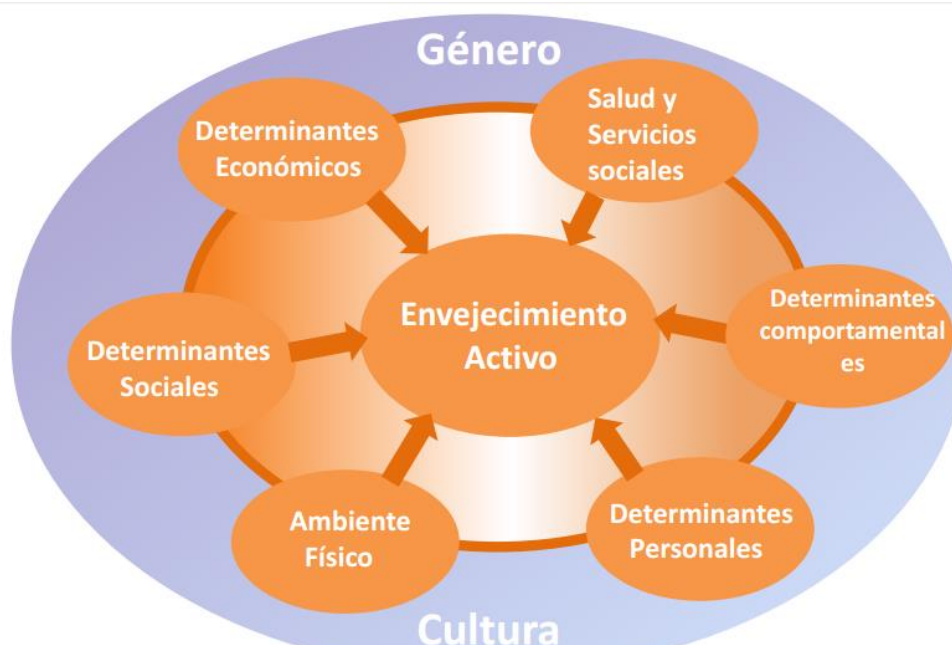 Género
Determinantes
Económicos
Salud y
Servicios
sociales
Envejecimiento
Activo
Determinantes
comportamental
es
Determinantes
Sociales
Ambiente
Físico
Determinantes
Personales
Cultura